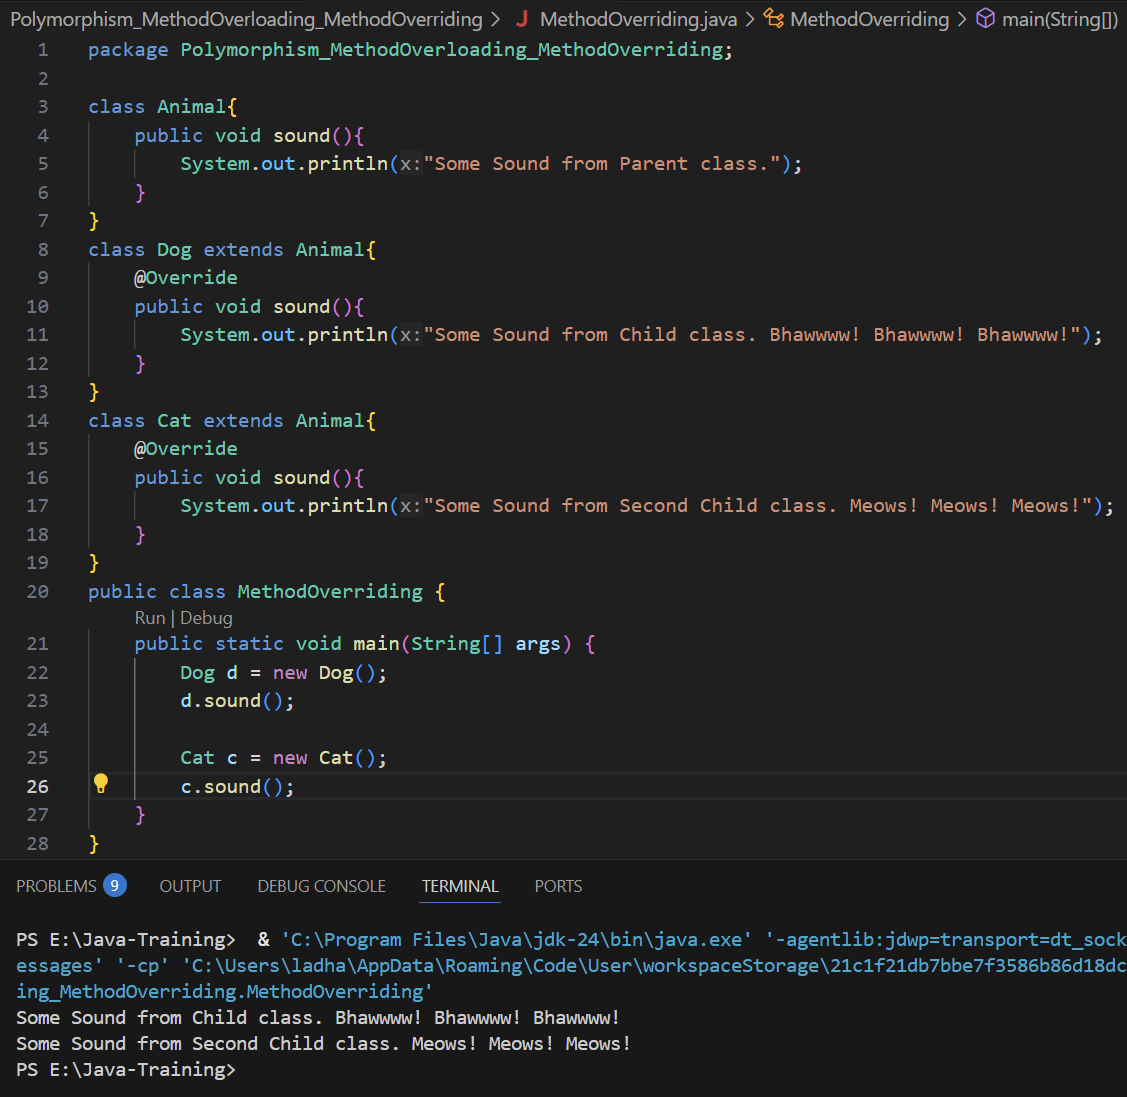 Polymorphism_MethodOverloading_MethodOverriding > J MethodOverriding.java > MethodOverriding > main(String[])
1 package Polymorphism_MethodOverloading_MethodOverriding;
2
3 class Animal{
4 public void sound(){
5 System.out.println(x:"Some Sound from Parent class.");
6 }
7 }
8 class Dog extends Animal{
9 @Override
10 public void sound(){
11 System.out.println(x:"Some Sound from Child class. Bhawwww! Bhawwww! Bhawwww!");
12 }
13 }
14 class Cat extends Animal{
15 @Override
16 public void sound(){
17 System.out.println(x:"Some Sound from Second Child class. Meows! Meows! Meows!");
18 }
19 }
20 public class MethodOverriding {
Run | Debug
21 public static void main(String[] args) {
22 Dog d = new Dog();
23 d.sound();
24
25 Cat c = new Cat();
26 c.sound();
27 }
28 }
PROBLEMS 9 OUTPUT DEBUG CONSOLE TERMINAL PORTS
PS E:\Java-Training>  & 'C:\Program Files\Java\jdk-24\bin\java.exe' '-agentlib:jdwp=transport=dt_sock
essages' '-cp' 'C:\Users\ladha\AppData\Roaming\Code\User\workspaceStorage\21c1f21db7bbe7f3586b86d18dc
ing_MethodOverriding.MethodOverriding'
Some Sound from Child class. Bhawwww! Bhawwww! Bhawwww!
Some Sound from Second Child class. Meows! Meows! Meows!
PS E:\Java-Training>